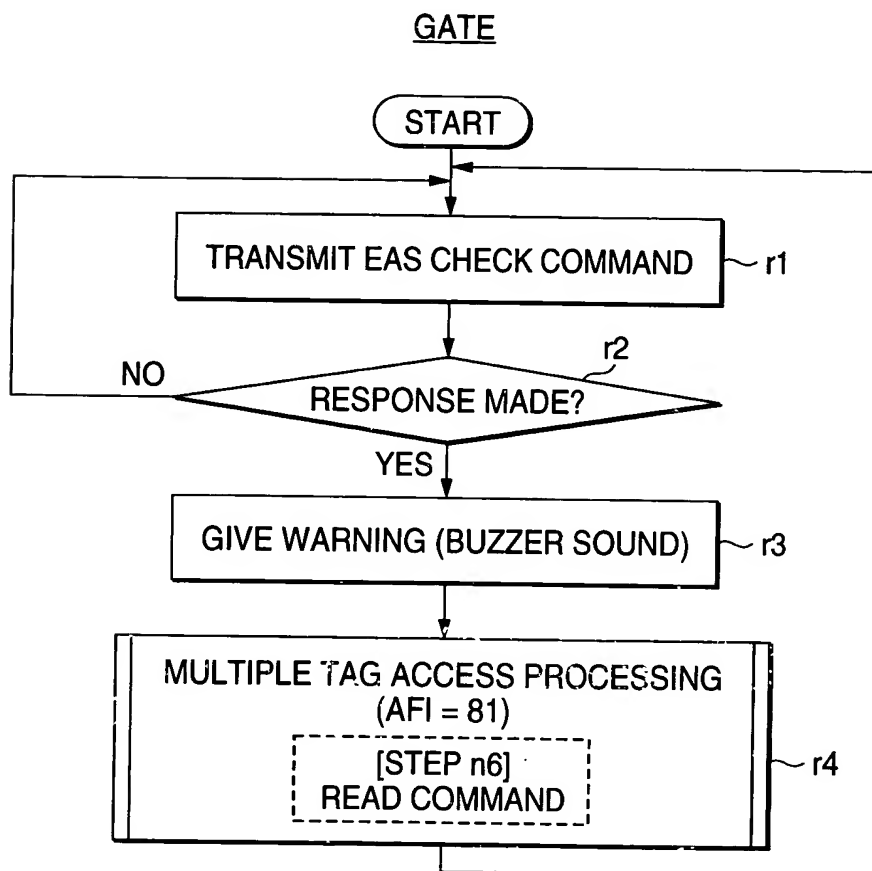 GATE
START
TRANSMIT EAS CHECK COMMAND
r1
r2
NO
RESPONSE MADE?
YES
GIVE WARNING (BUZZER SOUND)
r3
MULTIPLE TAG ACCESS PROCESSING
(AFI = 81)
[STEP n6]
READ COMMAND
r4